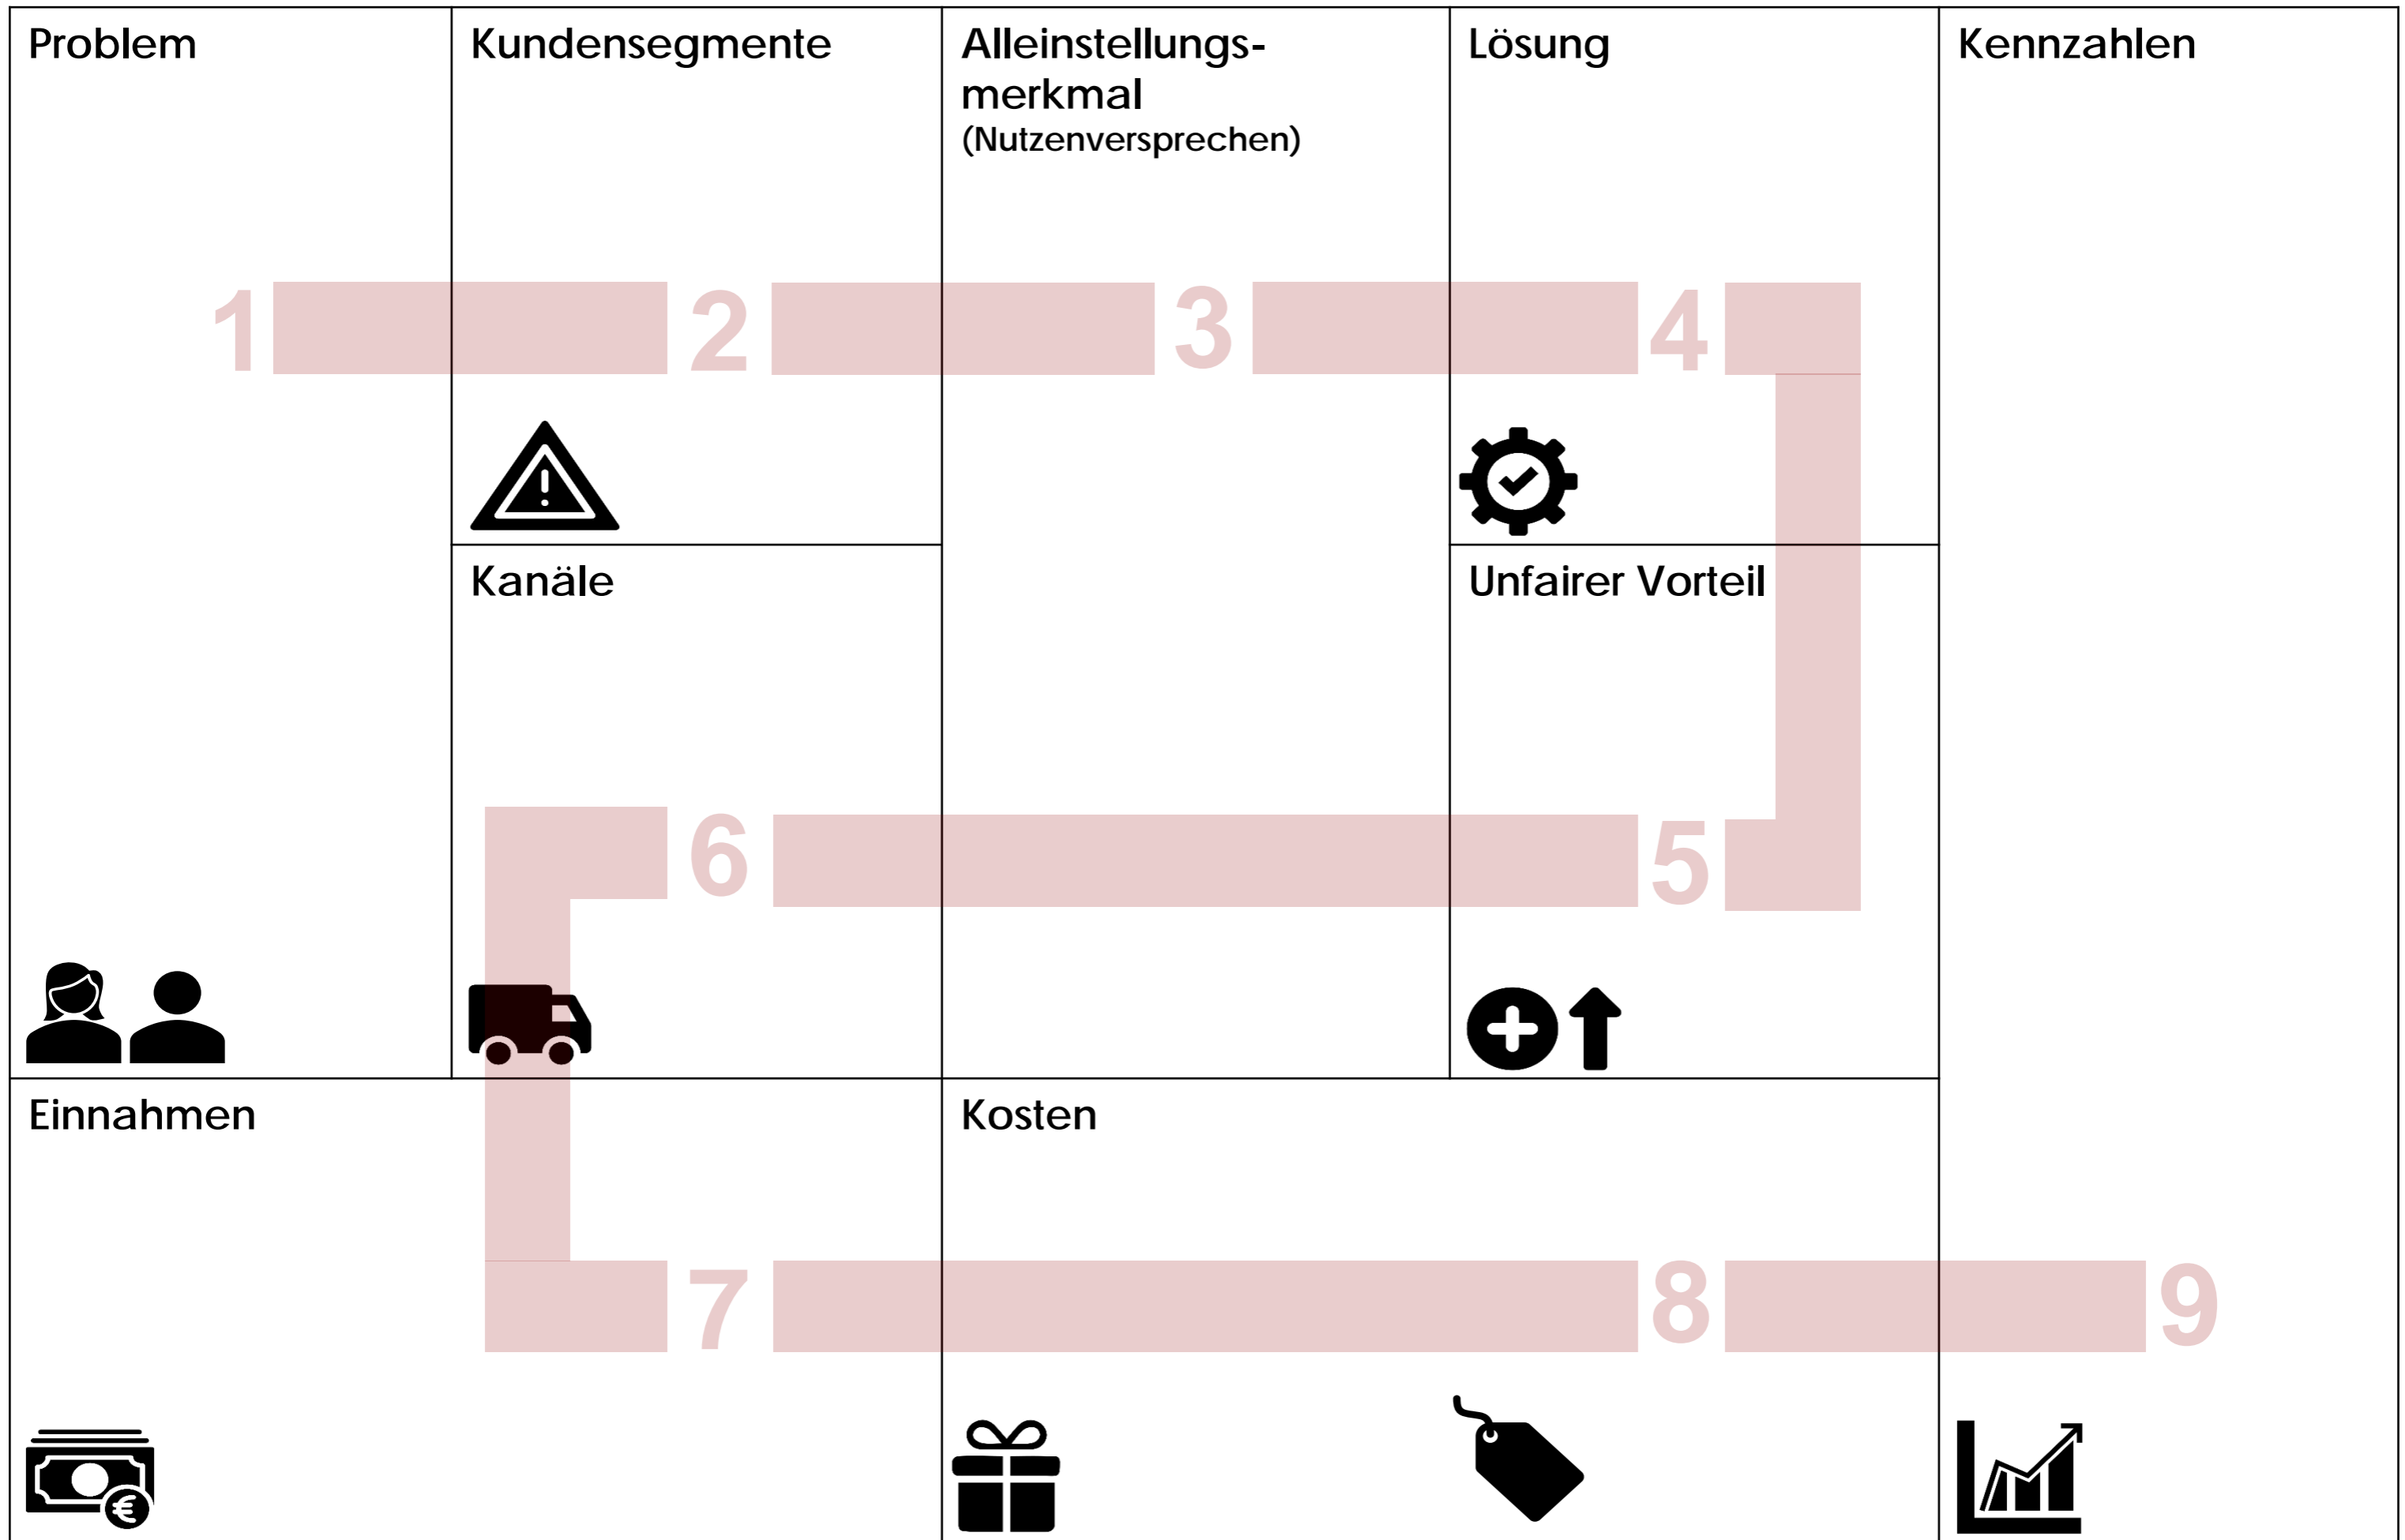 Problem
Kundensegmente
Alleinstellungs-
merkmal
(Nutzenversprechen)
Lösung
Kennzahlen
1
2
3
4
Kanäle
Unfairer Vorteil
6
5
Einnahmen
Kosten
7
8
9